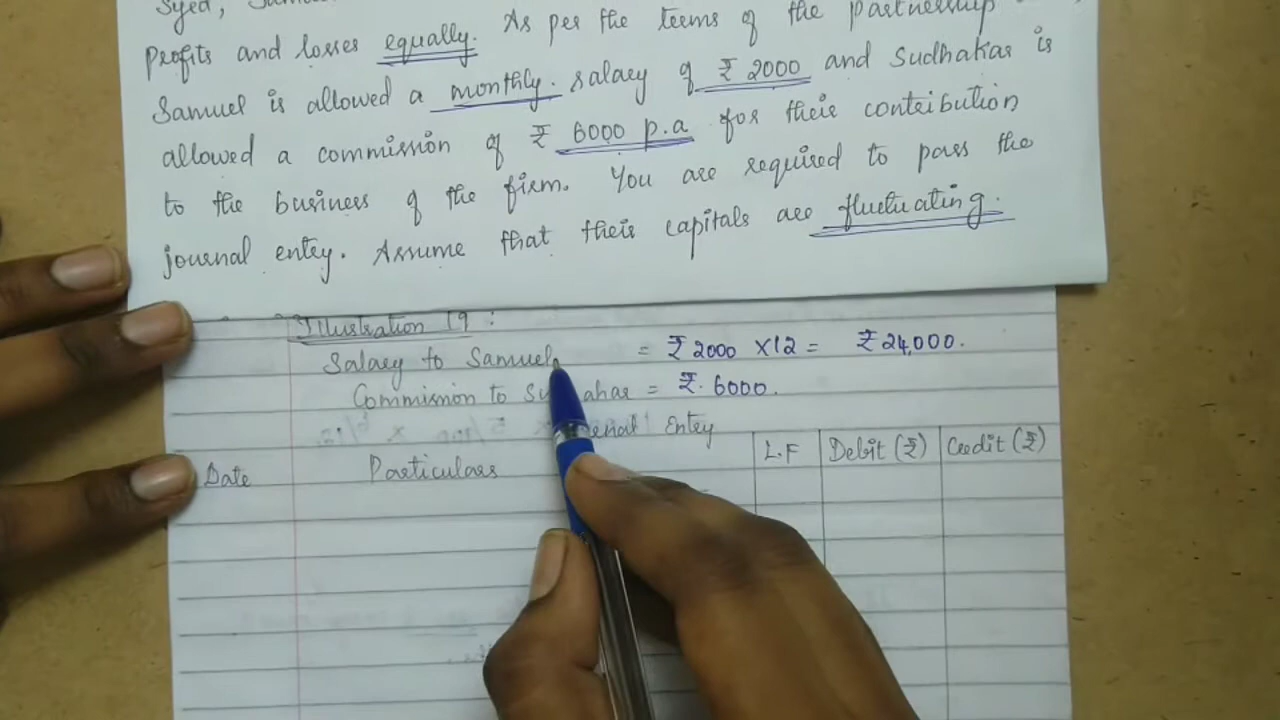 Syed,
Profits and losses equally. As per the terms of the partnership
Samuel is allowed a monthly. salary of ₹ 2000 and Sudhakar is
allowed a commission of ₹ 6000 p.a for their contribution
to the business of the firm. You are required to pass the
journal entry. Assume that their capitals are fluctuating.
Illustration 19 :
Salary to Samuel = ₹ 2000 X12 = ₹ 24,000.
Commission to = ₹. 6000.
Entry
Date Particulars L.F Debit (₹) Credit (₹)